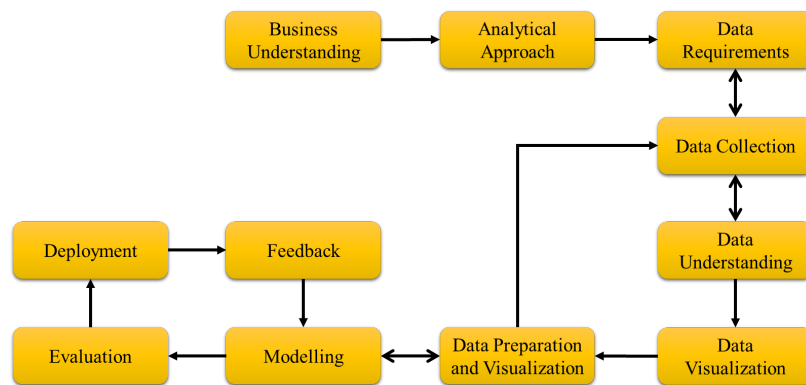 Business
Understanding
Analytical
Approach
Data
Requirements
Data Collection
Data
Understanding
Deployment
Feedback
Evaluation
Modelling
Data Preparation
and Visualization
Data
Visualization